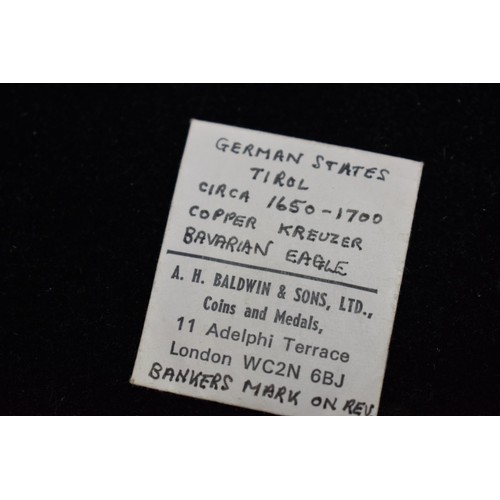 GERMAN STATES
TIROL
CIRCA 1650-1700
COPPER KREUZER
BAVARIAN EAGLE
A. H. BALDWIN & SONS, LTD.,
Coins and Medals,
11 Adelphi Terrace
London WC2N 6BJ
BANKERS MARK ON REV.